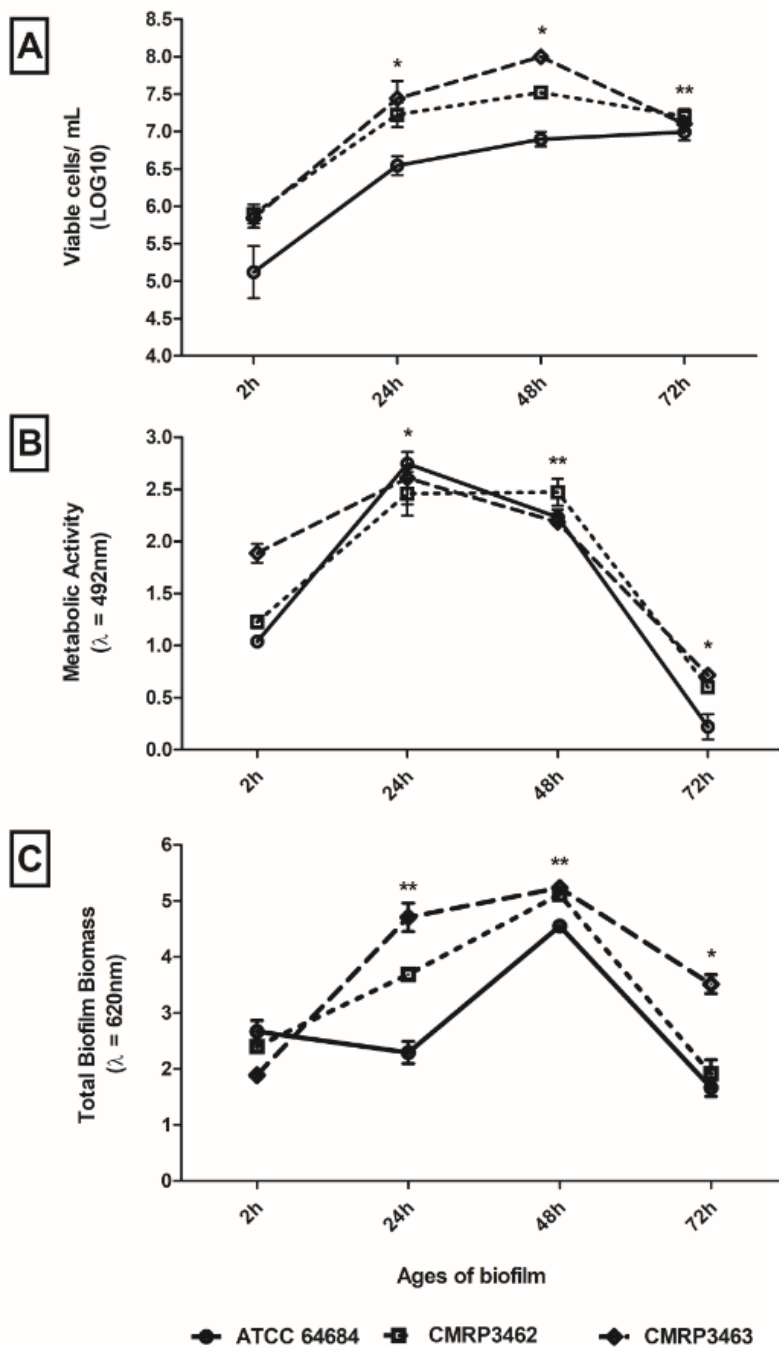 A
Viable cells/ mL
(LOG10)
8.5
8.0
7.5
7.0
6.5
6.0
5.5
5.0
4.5
4.0
*
*
**
2h
24h
48h
72h
B
Metabolic Activity
(λ = 492nm)
3.0
2.5
2.0
1.5
1.0
0.5
0.0
*
**
*
2h
24h
48h
72h
C
Total Biofilm Biomass
(λ = 620nm)
6
5
4
3
2
1
0
**
**
*
2h
24h
48h
72h
Ages of biofilm
ATCC 64684 CMRP3462 CMRP3463